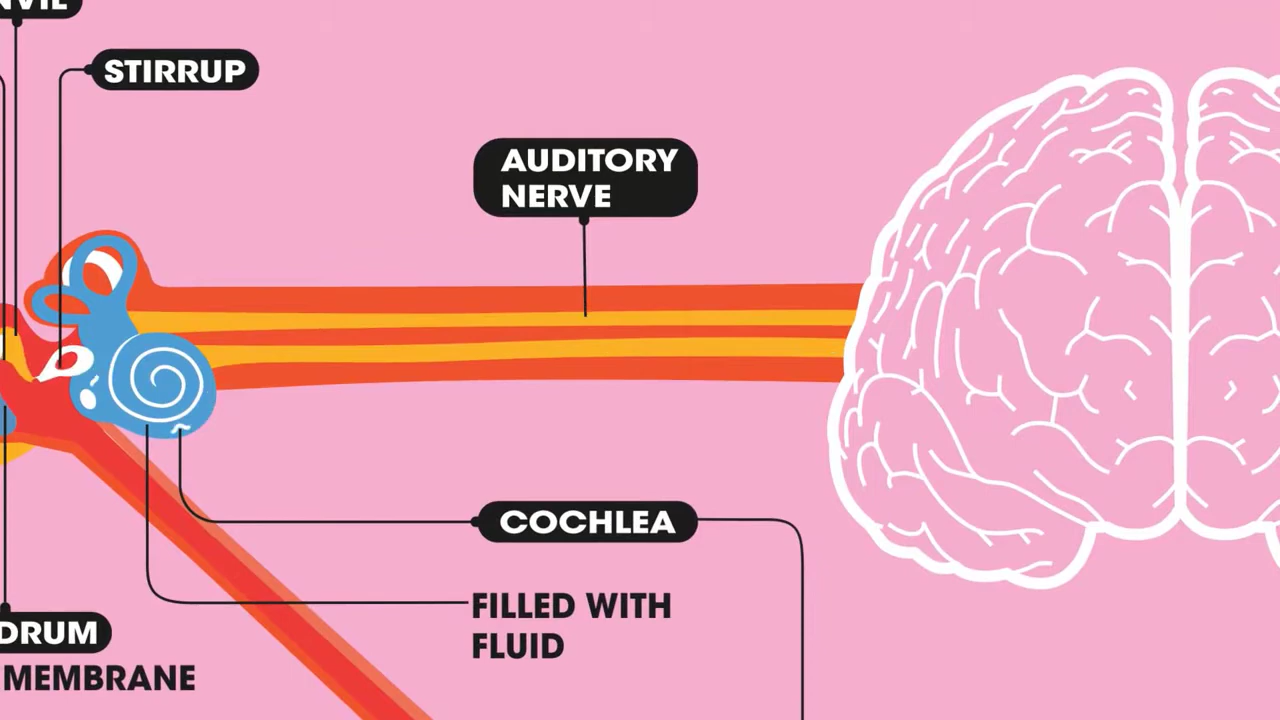 STIRRUP
AUDITORY
NERVE
COCHLEA
FILLED WITH
FLUID
DRUM
MEMBRANE